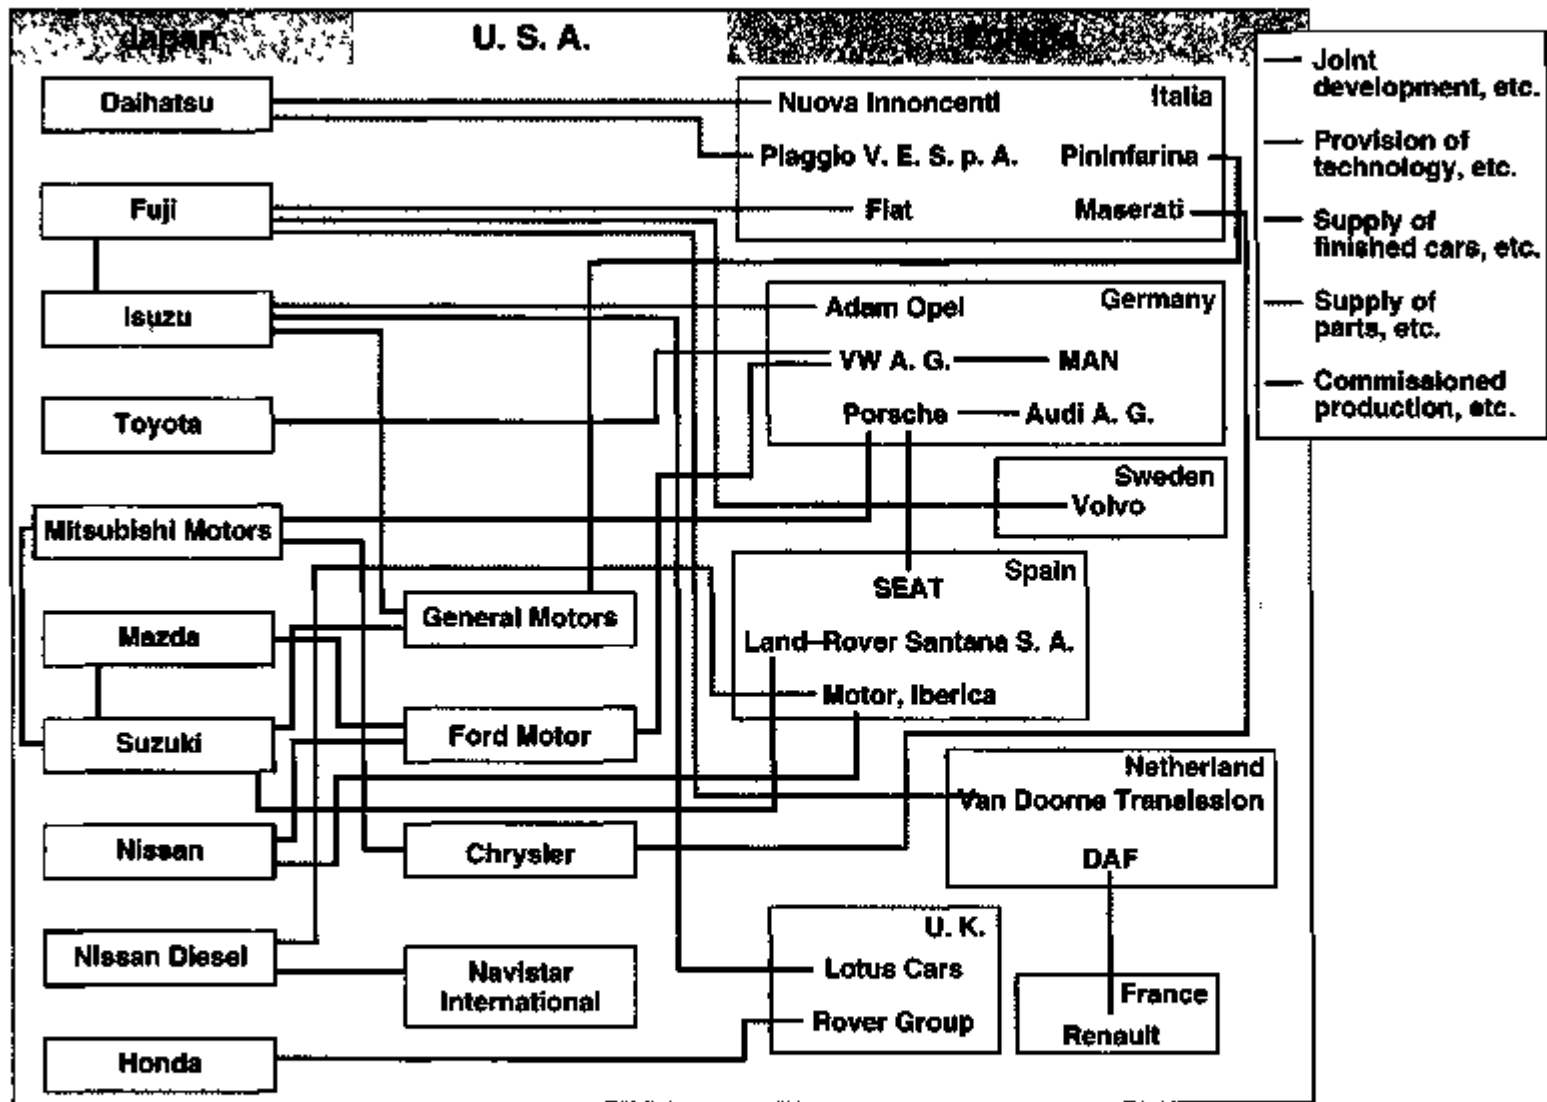 Japan
U. S. A.
Daihatsu
Nuova Innoncenti
Italia
Piaggio V. E. S. p. A.
Pininfarina
Fuji
Fiat
Maserati
Isuzu
Adam Opel
Germany
VW A. G.
MAN
Toyota
Porsche
Audi A. G.
Sweden
Volvo
Mitsubishi Motors
Spain
SEAT
General Motors
Mazda
Land-Rover Santana S. A.
Motor, Iberica
Suzuki
Ford Motor
Netherland
Van Doorne Transission
Nissan
Chrysler
DAF
U. K.
Nissan Diesel
Navistar
International
Lotus Cars
France
Rover Group
Renault
Honda
Joint
development, etc.
Provision of
technology, etc.
Supply of
finished cars, etc.
Supply of
parts, etc.
Commissioned
production, etc.